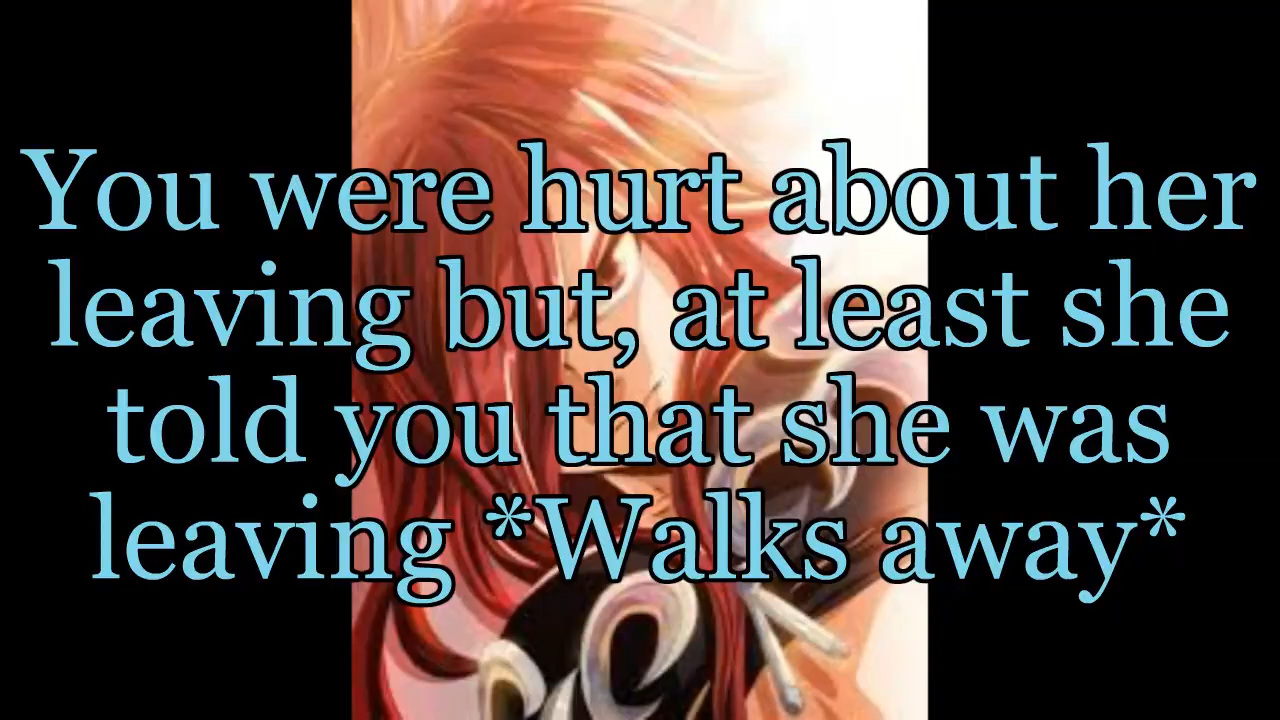 You were hurt about her
leaving but, at least she
told you that she was
leaving *Walks away*